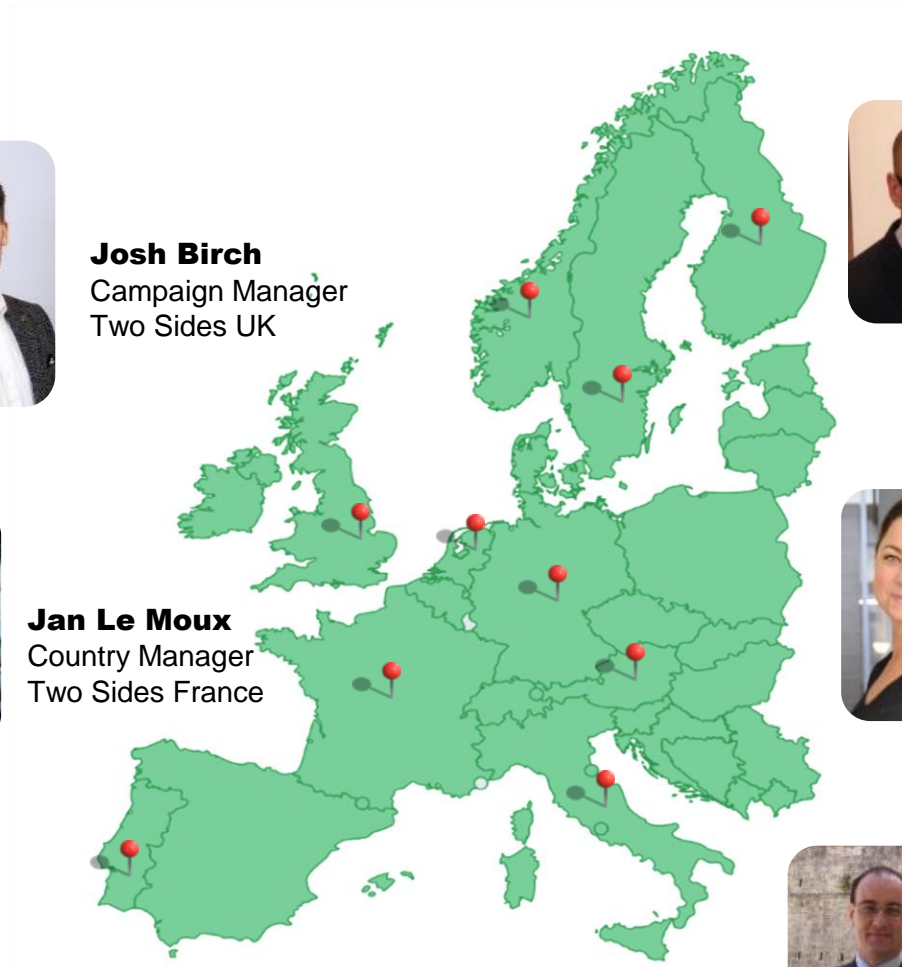 Josh Birch
Campaign Manager
Two Sides UK
Jan Le Moux
Country Manager
Two Sides France